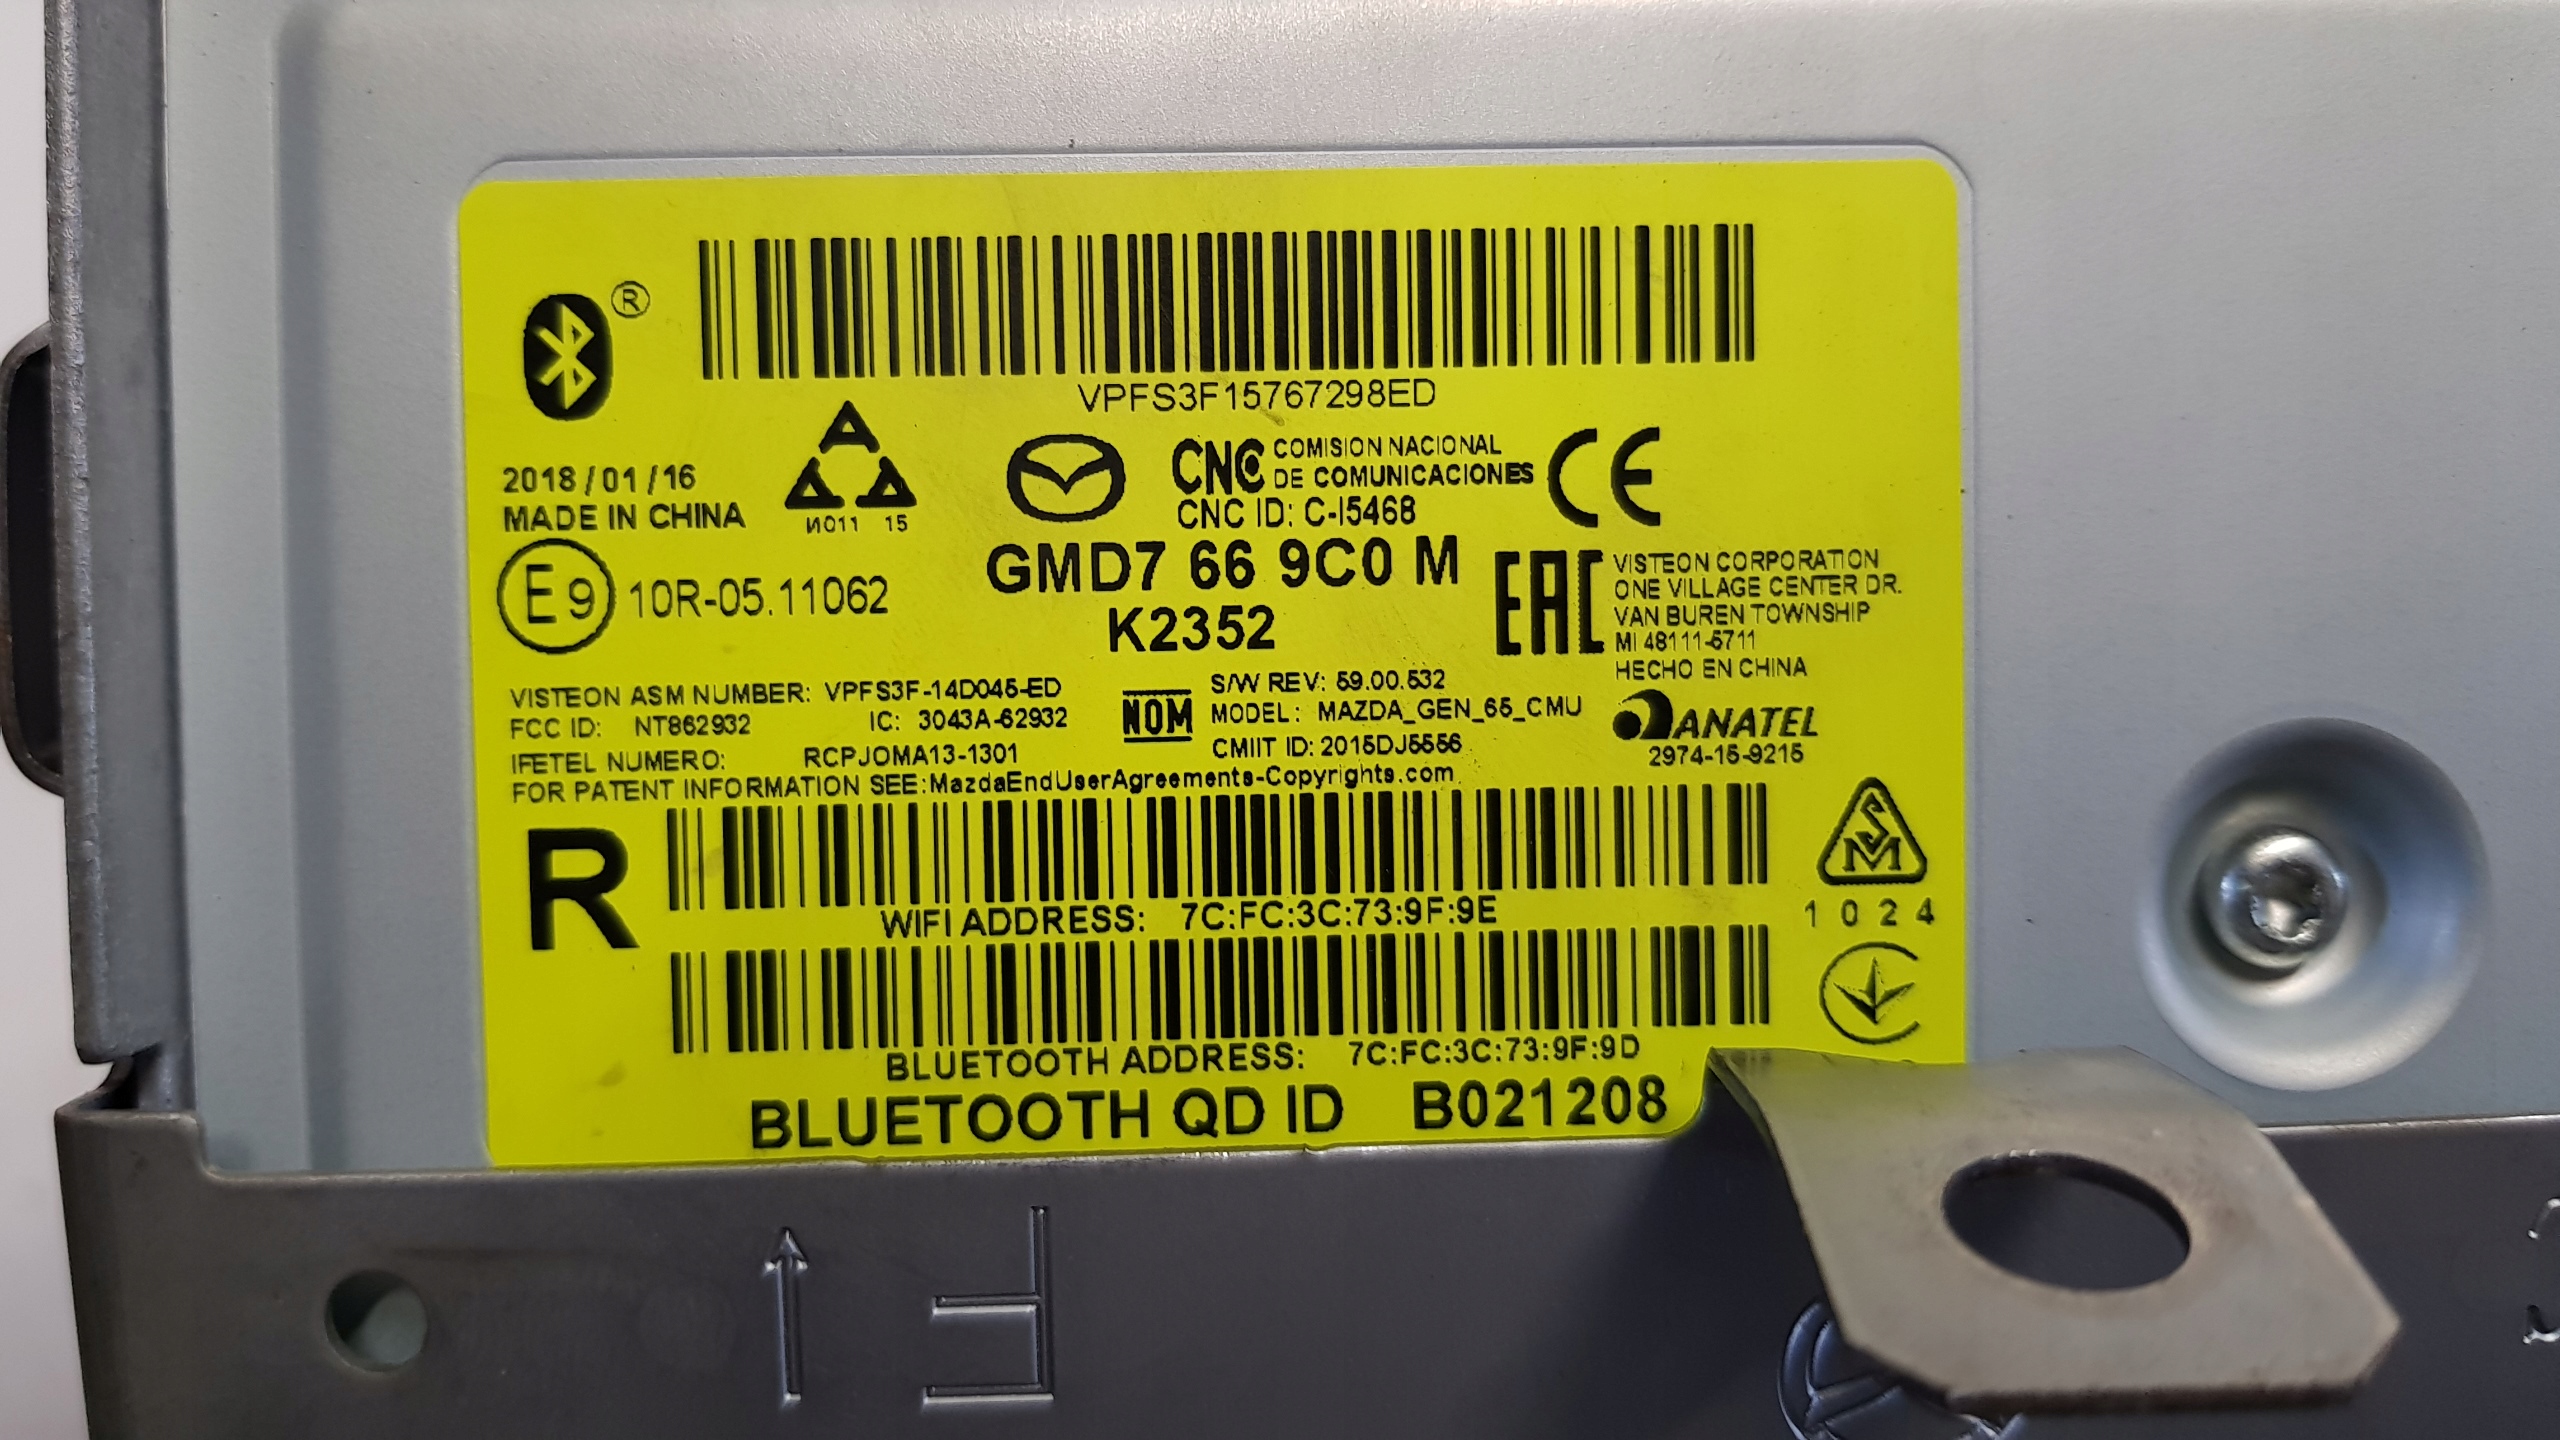 ®
VPFS3F15767298ED
2018/01/16
MADE IN CHINA
И011 15
CNC COMISION NACIONAL
DE COMUNICACIONES
CNC ID: C-I5468
CE
E9 10R-05.11062
GMD7 66 9C0 M
K2352
EAC
VISTEON CORPORATION
ONE VILLAGE CENTER DR.
VAN BUREN TOWNSHIP
MI 48111-5711
HECHO EN CHINA
VISTEON ASM NUMBER: VPFS3F-14D045-ED
FCC ID: NT862932 IC: 3043A-62932
IFETEL NUMERO: RCPJOMA13-1301
NOM
S/W REV: 59.00.532
MODEL: MAZDA_GEN_65_CMU
CMIIT ID: 2015DJ5556
ANATEL
2974-15-9215
FOR PATENT INFORMATION SEE:MazdaEndUserAgreements-Copyrights.com
R
WIFI ADDRESS: 7C:FC:3C:73:9F:9E
SM
1024
BLUETOOTH ADDRESS: 7C:FC:3C:73:9F:9D
BLUETOOTH QD ID B021208